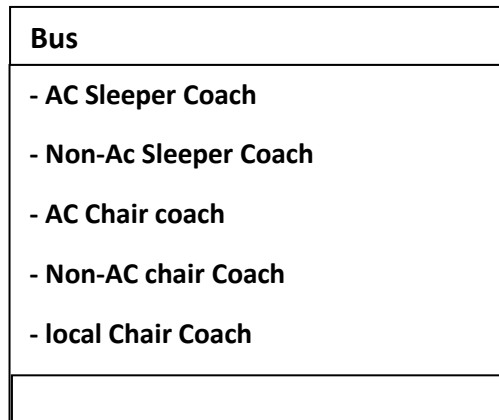 Bus
- AC Sleeper Coach
- Non-Ac Sleeper Coach
- AC Chair coach
- Non-AC chair Coach
- local Chair Coach